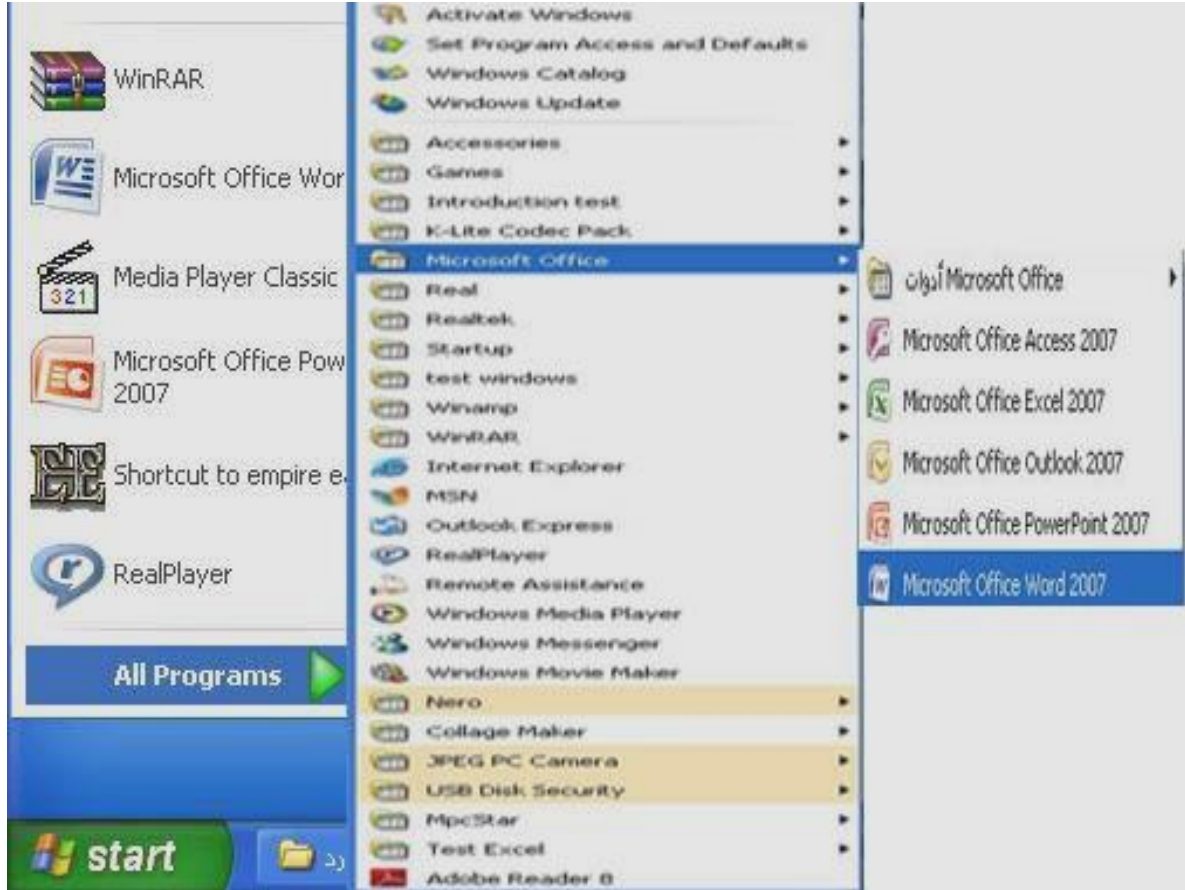 WinRAR
Microsoft Office Wor
Media Player Classic
321
Microsoft Office Pow
2007
Shortcut to empire e
RealPlayer
All Programs
start
رد
Activate Windows
Set Program Access and Defaults
Windows Catalog
Windows Update
Accessories
Games
Introduction test
K-Lite Codec Pack
Microsoft Office
Real
Realtek
Startup
test windows
Winamp
WinRAR
Internet Explorer
MSN
Outlook Express
RealPlayer
Remote Assistance
Windows Media Player
Windows Messenger
Windows Movie Maker
Nero
Collage Maker
JPEG PC Camera
USB Disk Security
MpcStar
Test Excel
Adobe Reader 8
أدوات Microsoft Office
Microsoft Office Access 2007
Microsoft Office Excel 2007
Microsoft Office Outlook 2007
Microsoft Office PowerPoint 2007
Microsoft Office Word 2007